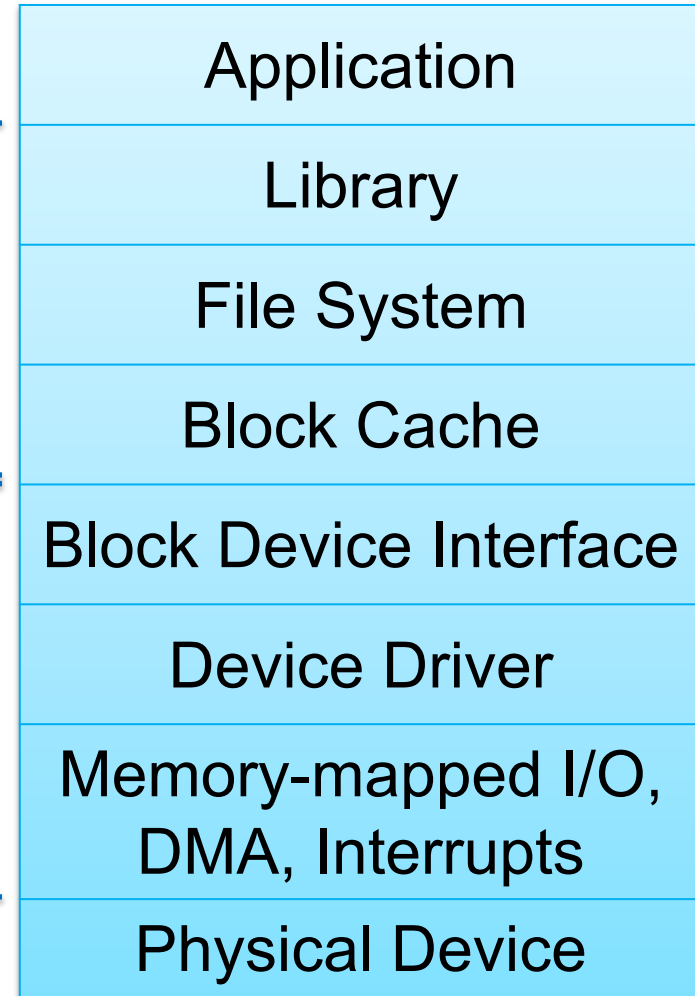 Application
Library
File System
Block Cache
Block Device Interface
Device Driver
Memory-mapped I/O,
DMA, Interrupts
Physical Device